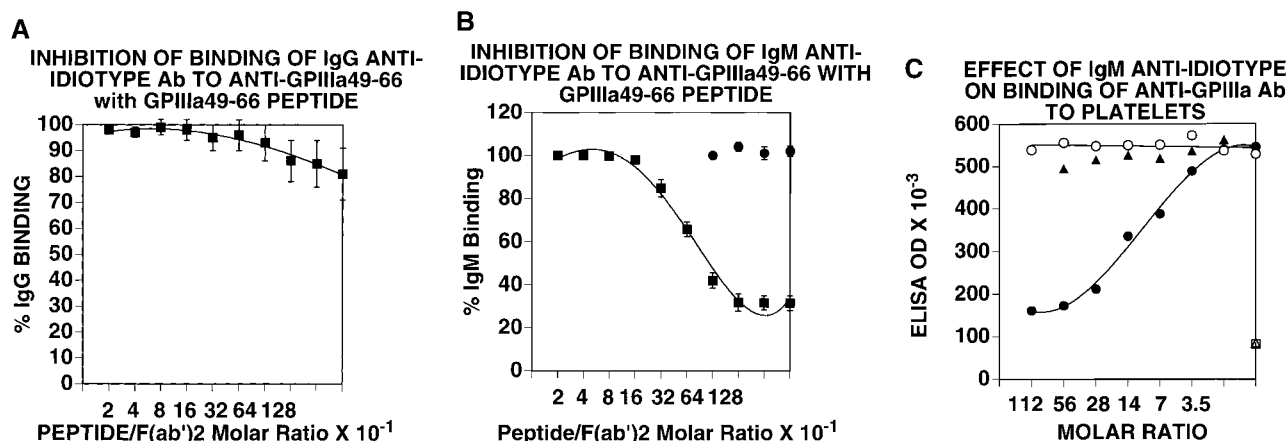 A
INHIBITION OF BINDING OF IgG ANTI-
IDIOTYPE Ab TO ANTI-GPIIIa49-66
with GPIIIa49-66 PEPTIDE
% IgG BINDING
100
90
80
70
60
50
40
30
20
10
0
2 4 8 16 32 64 128
PEPTIDE/F(ab')2 Molar Ratio X 10-1
B
INHIBITION OF BINDING OF IgM ANTI-
IDIOTYPE Ab TO ANTI-GPIIIa49-66 WITH
GPIIIa49-66 PEPTIDE
% IgM Binding
120
100
80
60
40
20
0
2 4 8 16 32 64 128
Peptide/F(ab')2 Molar Ratio X 10-1
C
EFFECT OF IgM ANTI-IDIOTYPE
ON BINDING OF ANTI-GPIIIa Ab
TO PLATELETS
ELISA OD X 10-3
600
500
400
300
200
100
0
112 56 28 14 7 3.5
MOLAR RATIO